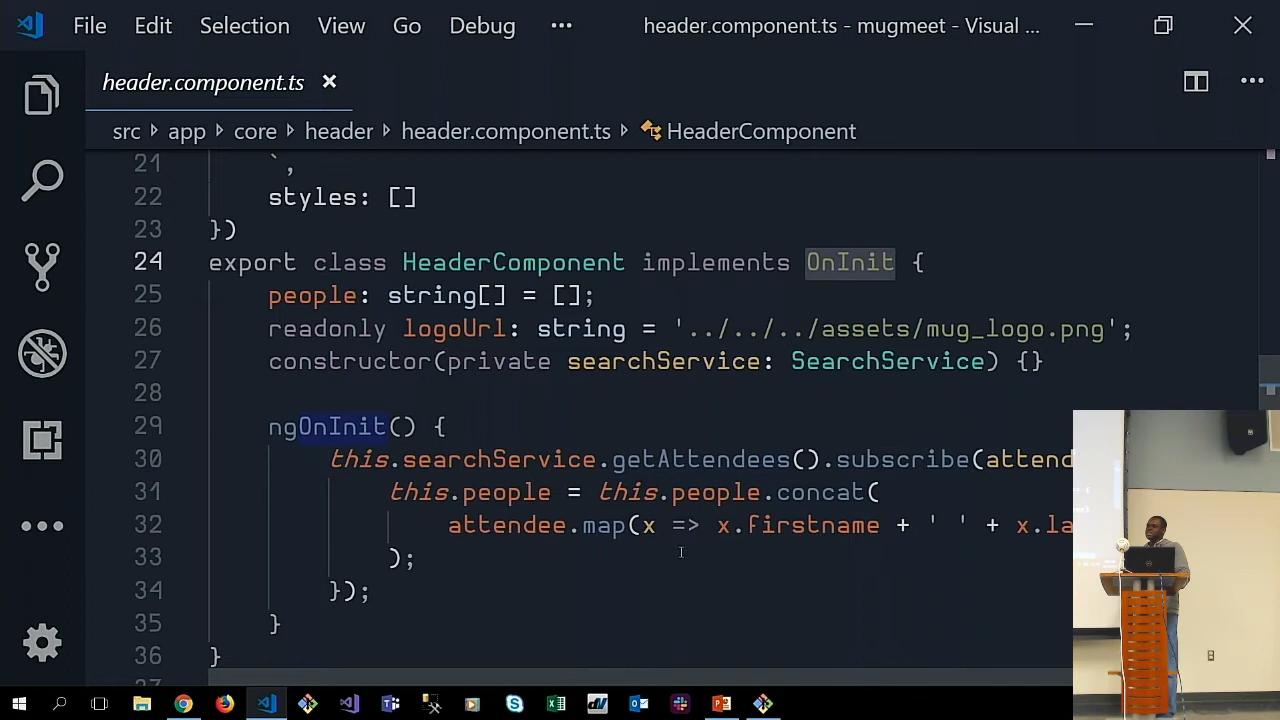 File Edit Selection View Go Debug ··· header.component.ts - mugmeet - Visual ...
header.component.ts
src app core header header.component.ts HeaderComponent
21 `,
22 styles: []
23 })
24 export class HeaderComponent implements OnInit {
25 people: string[] = [];
26 readonly logoUrl: string = '../../../assets/mug_logo.png';
27 constructor(private searchService: SearchService) {}
28
29 ngOnInit() {
30 this.searchService.getAttendees().subscribe(attend
31 this.people = this.people.concat(
32 attendee.map(x => x.firstname + ' ' + x.la
33 );
34 });
35 }
36 }